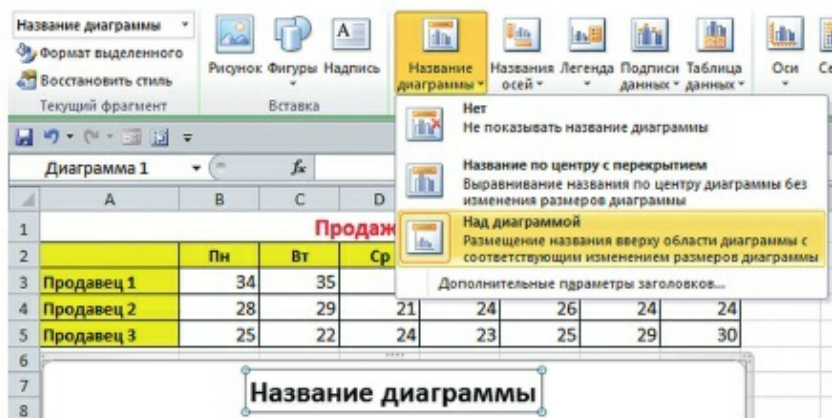 Название диаграммы
Формат выделенного
Восстановить стиль
Текущий фрагмент
Рисунок Фигуры Надпись
Вставка
Название диаграммы
Названия осей
Легенда
Подписи данных
Таблица данных
Оси
Нет
Не показывать название диаграммы
Название по центру с перекрытием
Выравнивание названия по центру диаграммы без
изменения размеров диаграммы
Над диаграммой
Размещение названия вверху области диаграммы с
соответствующим изменением размеров диаграммы
Дополнительные параметры заголовков...
Диаграмма 1 fx
A B C D
1 Продаж
2 Пн Вт Ср
3 Продавец 1 34 35
4 Продавец 2 28 29 21 24 26 24 24
5 Продавец 3 25 22 24 23 25 29 30
6
7
8
Название диаграммы